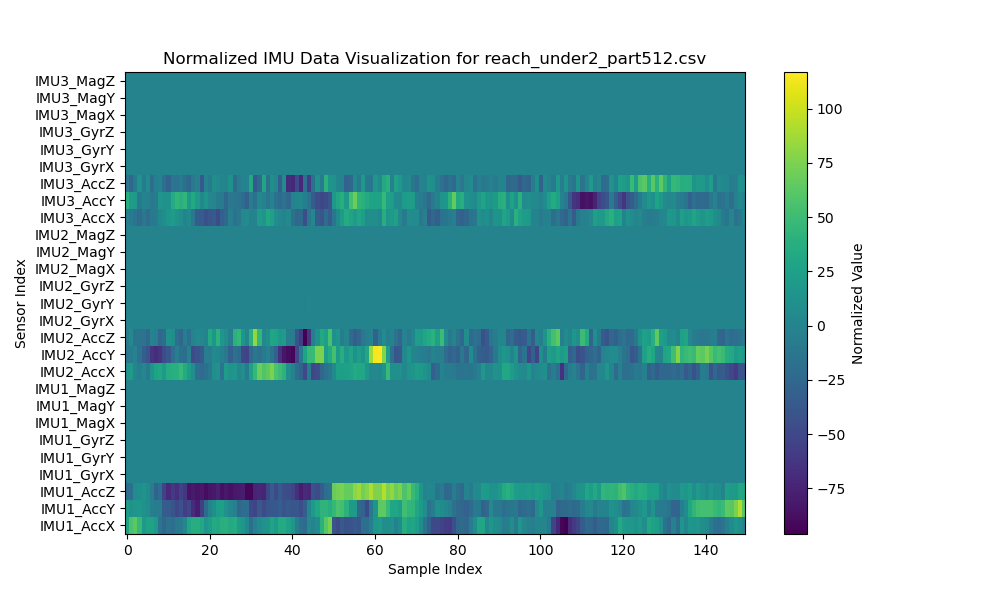 Normalized IMU Data Visualization for reach_under2_part512.csv
IMU3_MagZ
IMU3_MagY
IMU3_MagX
IMU3_GyrZ
IMU3_GyrY
IMU3_GyrX
IMU3_AccZ
IMU3_AccY
IMU3_AccX
IMU2_MagZ
IMU2_MagY
IMU2_MagX
IMU2_GyrZ
IMU2_GyrY
IMU2_GyrX
IMU2_AccZ
IMU2_AccY
IMU2_AccX
IMU1_MagZ
IMU1_MagY
IMU1_MagX
IMU1_GyrZ
IMU1_GyrY
IMU1_GyrX
IMU1_AccZ
IMU1_AccY
IMU1_AccX
Sensor Index
0 20 40 60 80 100 120 140
Sample Index
100
75
50
25
0
−25
−50
−75
Normalized Value